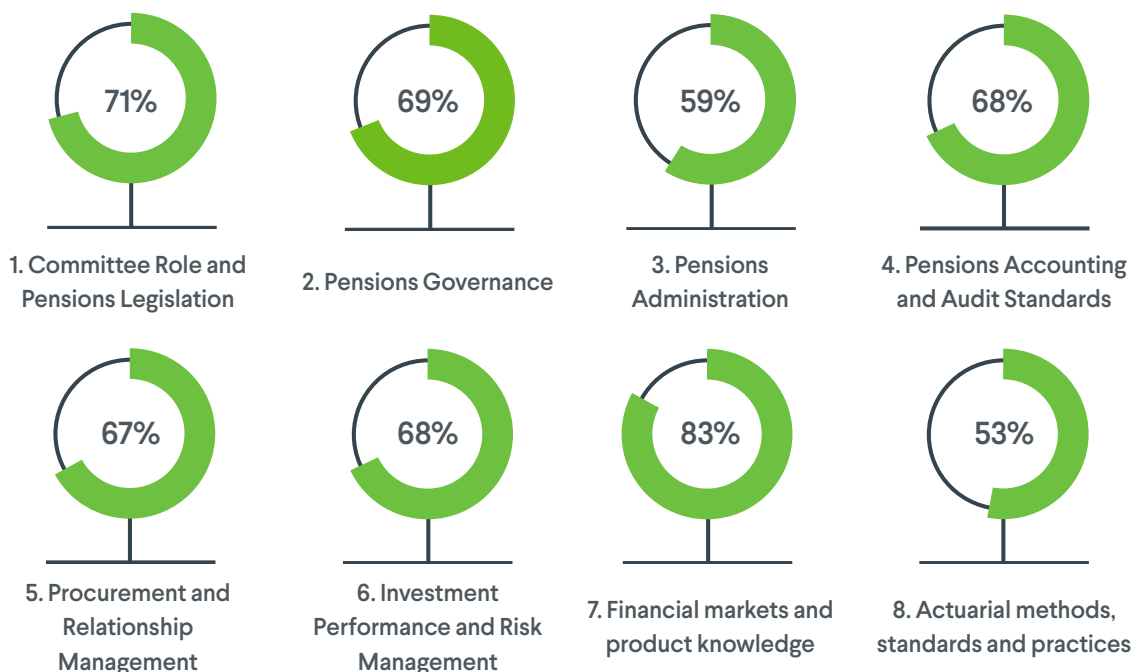 71%
69%
59%
68%
1. Committee Role and
Pensions Legislation
2. Pensions Governance
3. Pensions
Administration
4. Pensions Accounting
and Audit Standards
67%
68%
83%
53%
5. Procurement and
Relationship
Management
6. Investment
Performance and Risk
Management
7. Financial markets and
product knowledge
8. Actuarial methods,
standards and practices